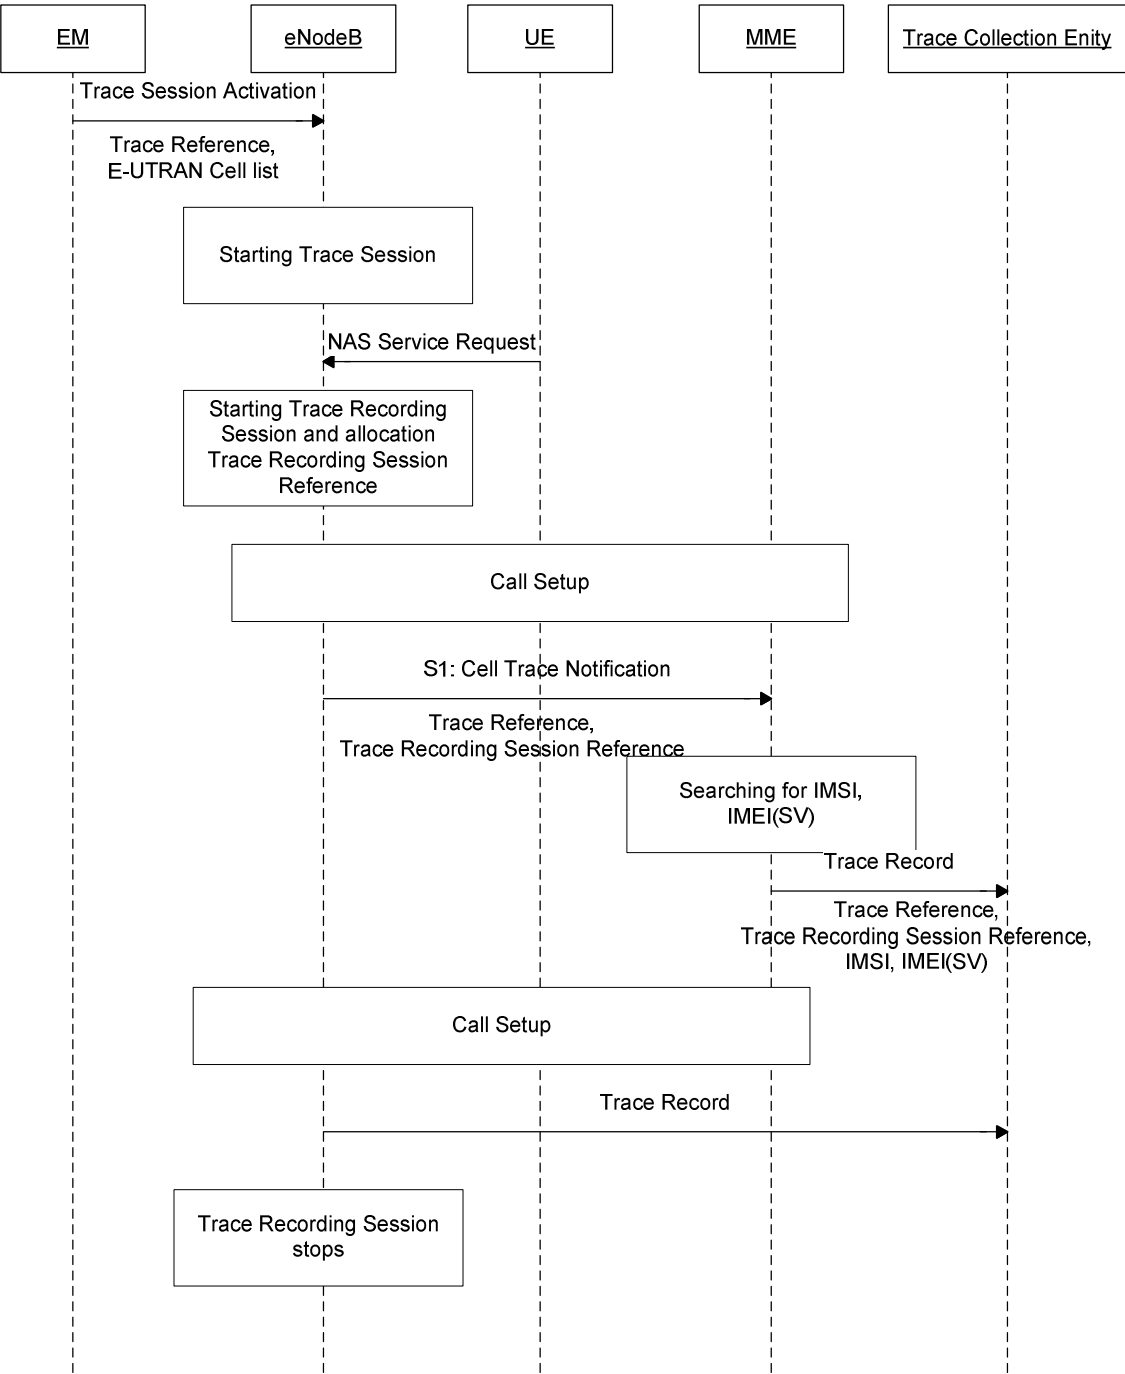 EM
eNodeB
UE
MME
Trace Collection Enity
Trace Session Activation
Trace Reference,
E-UTRAN Cell list
Starting Trace Session
NAS Service Request
Starting Trace Recording
Session and allocation
Trace Recording Session
Reference
Call Setup
S1: Cell Trace Notification
Trace Reference,
Trace Recording Session Reference
Searching for IMSI,
IMEI(SV)
Trace Record
Trace Reference,
Trace Recording Session Reference,
IMSI, IMEI(SV)
Call Setup
Trace Record
Trace Recording Session
stops